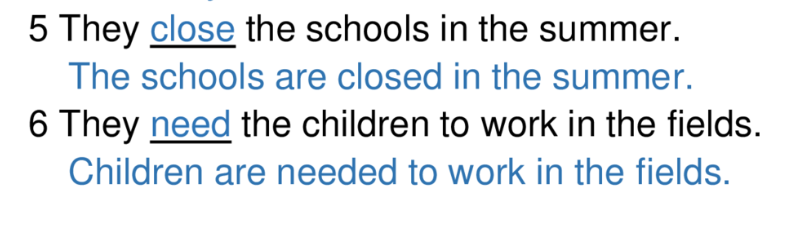 5 They close the schools in the summer.
The schools are closed in the summer.
6 They need the children to work in the fields.
Children are needed to work in the fields.